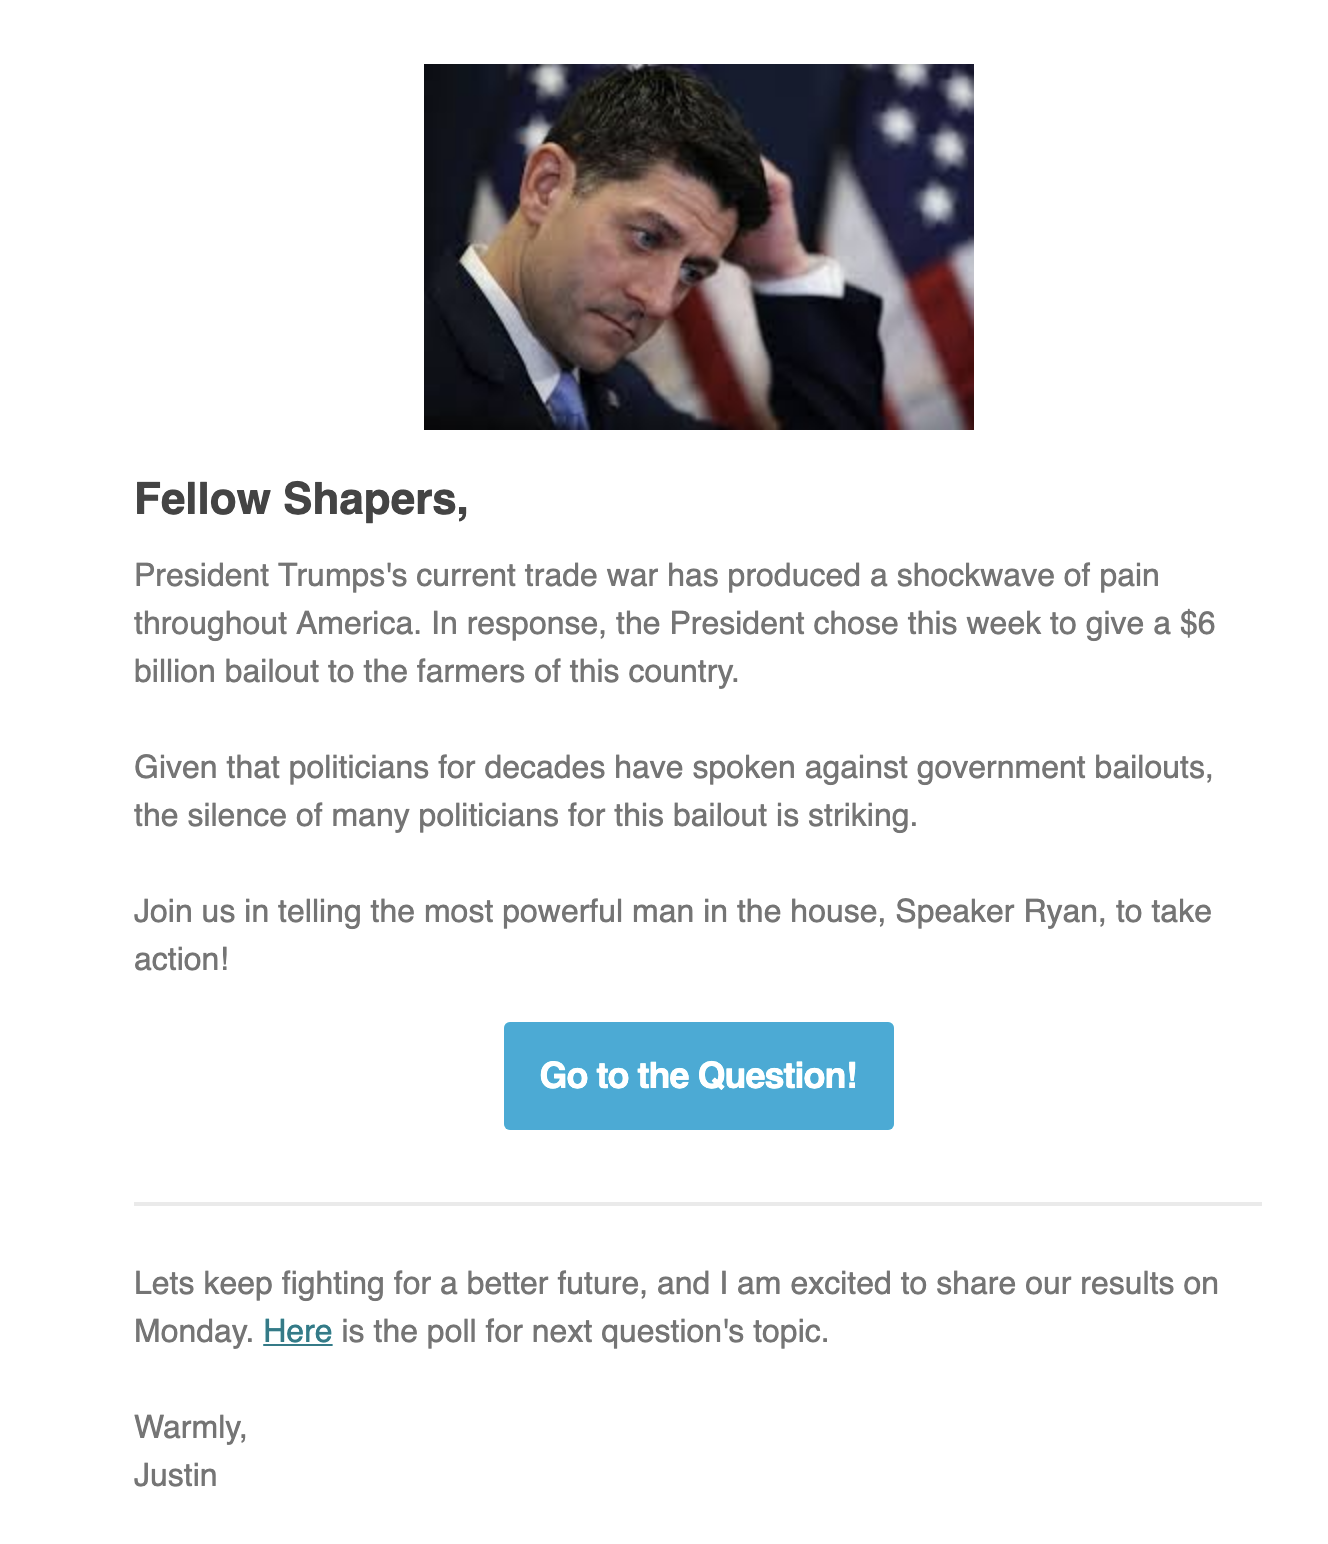 Fellow Shapers,
President Trumps's current trade war has produced a shockwave of pain
throughout America. In response, the President chose this week to give a $6
billion bailout to the farmers of this country.
Given that politicians for decades have spoken against government bailouts,
the silence of many politicians for this bailout is striking.
Join us in telling the most powerful man in the house, Speaker Ryan, to take
action!
Go to the Question!
Lets keep fighting for a better future, and I am excited to share our results on
Monday. Here is the poll for next question's topic.
Warmly,
Justin